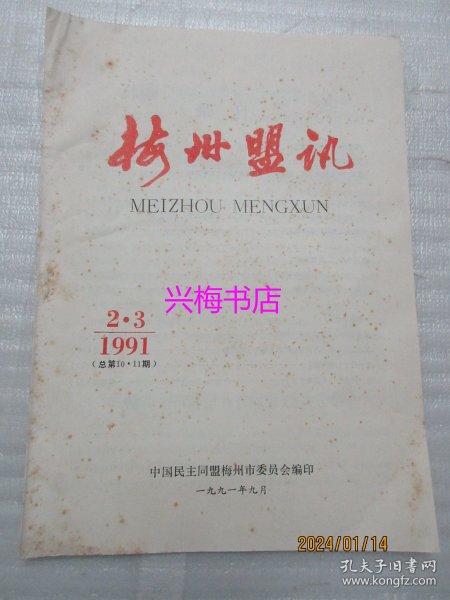 梅州盟讯
MEIZHOU MENGXUN
兴梅书店
2·3
1991
（总第10·11期）
中国民主同盟梅州市委员会编印
一九九一年九月
2024/01/14
孔夫子旧书网
www.kongfz.com